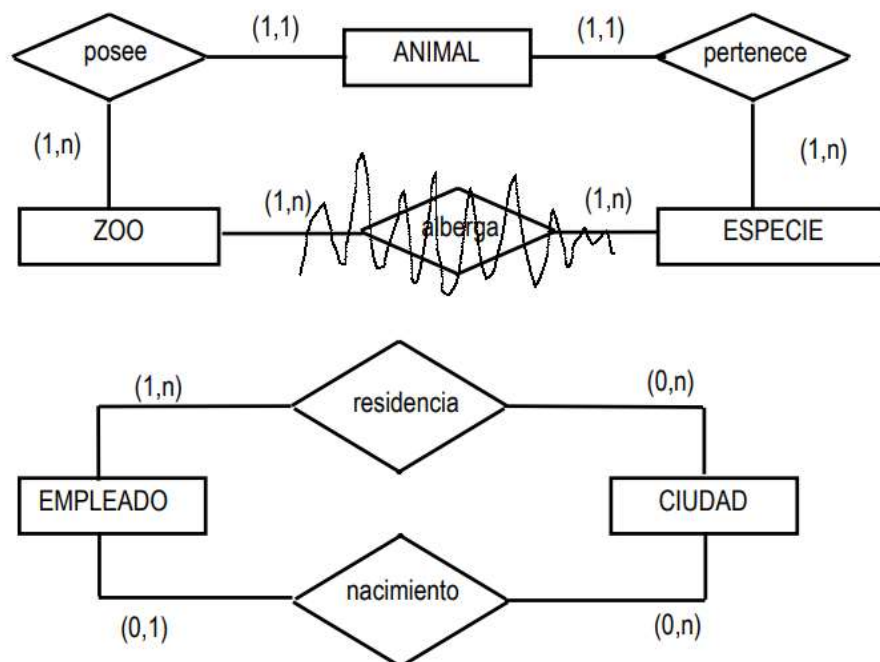 posee (1,1) ANIMAL (1,1) pertenece
(1,n) (1,n)
ZOO (1,n) alberga (1,n) ESPECIE
(1,n) residencia (0,n)
EMPLEADO CIUDAD
(0,1) nacimiento (0,n)